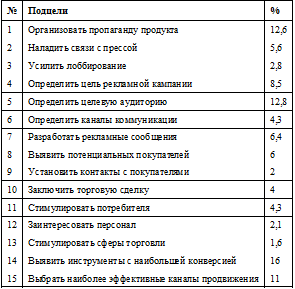 № Подцели %
1 Организовать пропаганду продукта 12,6
2 Наладить связи с прессой 5,6
3 Усилить лоббирование 2,8
4 Определить цель рекламной кампании 8,5
5 Определить целевую аудиторию 12,8
6 Определить каналы коммуникации 4,3
7 Разработать рекламные сообщения 6,4
8 Выявить потенциальных покупателей 6
9 Установить контакты с покупателями 2
10 Заключить торговую сделку 4
11 Стимулировать потребителя 4,3
12 Заинтересовать персонал 2,1
13 Стимулировать сферы торговли 1,6
14 Выявить инструменты с наибольшей конверсией 16
15 Выбрать наиболее эффективные каналы продвижения 11